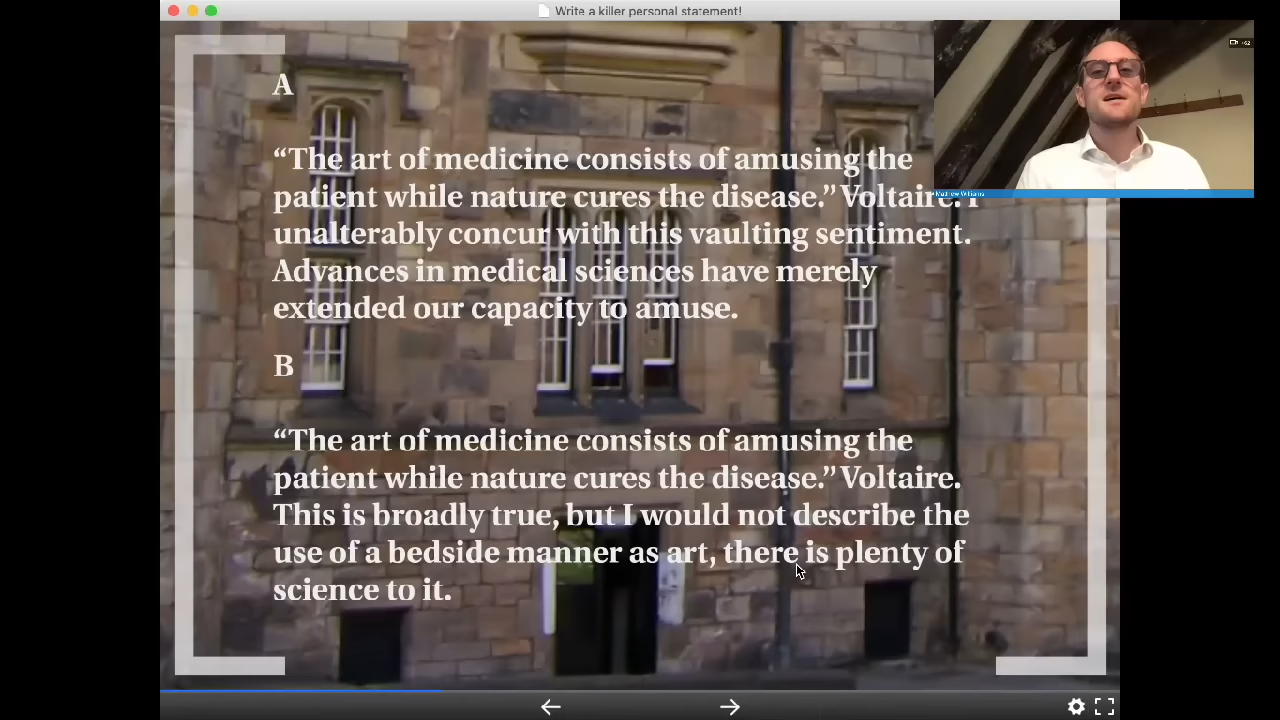 Write a killer personal statement!
A
“The art of medicine consists of amusing the
patient while nature cures the disease.” Voltaire. I
unalterably concur with this vaulting sentiment.
Advances in medical sciences have merely
extended our capacity to amuse.
B
“The art of medicine consists of amusing the
patient while nature cures the disease.” Voltaire.
This is broadly true, but I would not describe the
use of a bedside manner as art, there is plenty of
science to it.
Matthew Williams